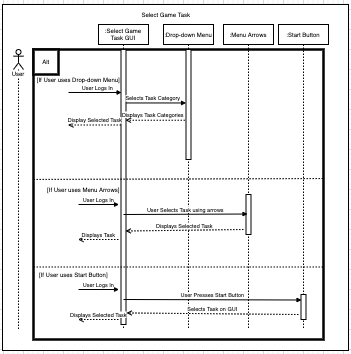 Select Game Task
:Select Game
Task GUI
:Drop-down Menu
:Menu Arrows
:Start Button
Alt
User
[If User uses Drop-down Menu]
User Logs In
Selects Task Category
Displays Task Categories
Display Selected Task
[If User uses Menu Arrows]
User Logs In
User Selects Task using arrows
Displays Selected Task
Displays Task
[If User uses Start Button]
User Logs In
User Presses Start Button
Selects Task on GUI
Displays Selected Task